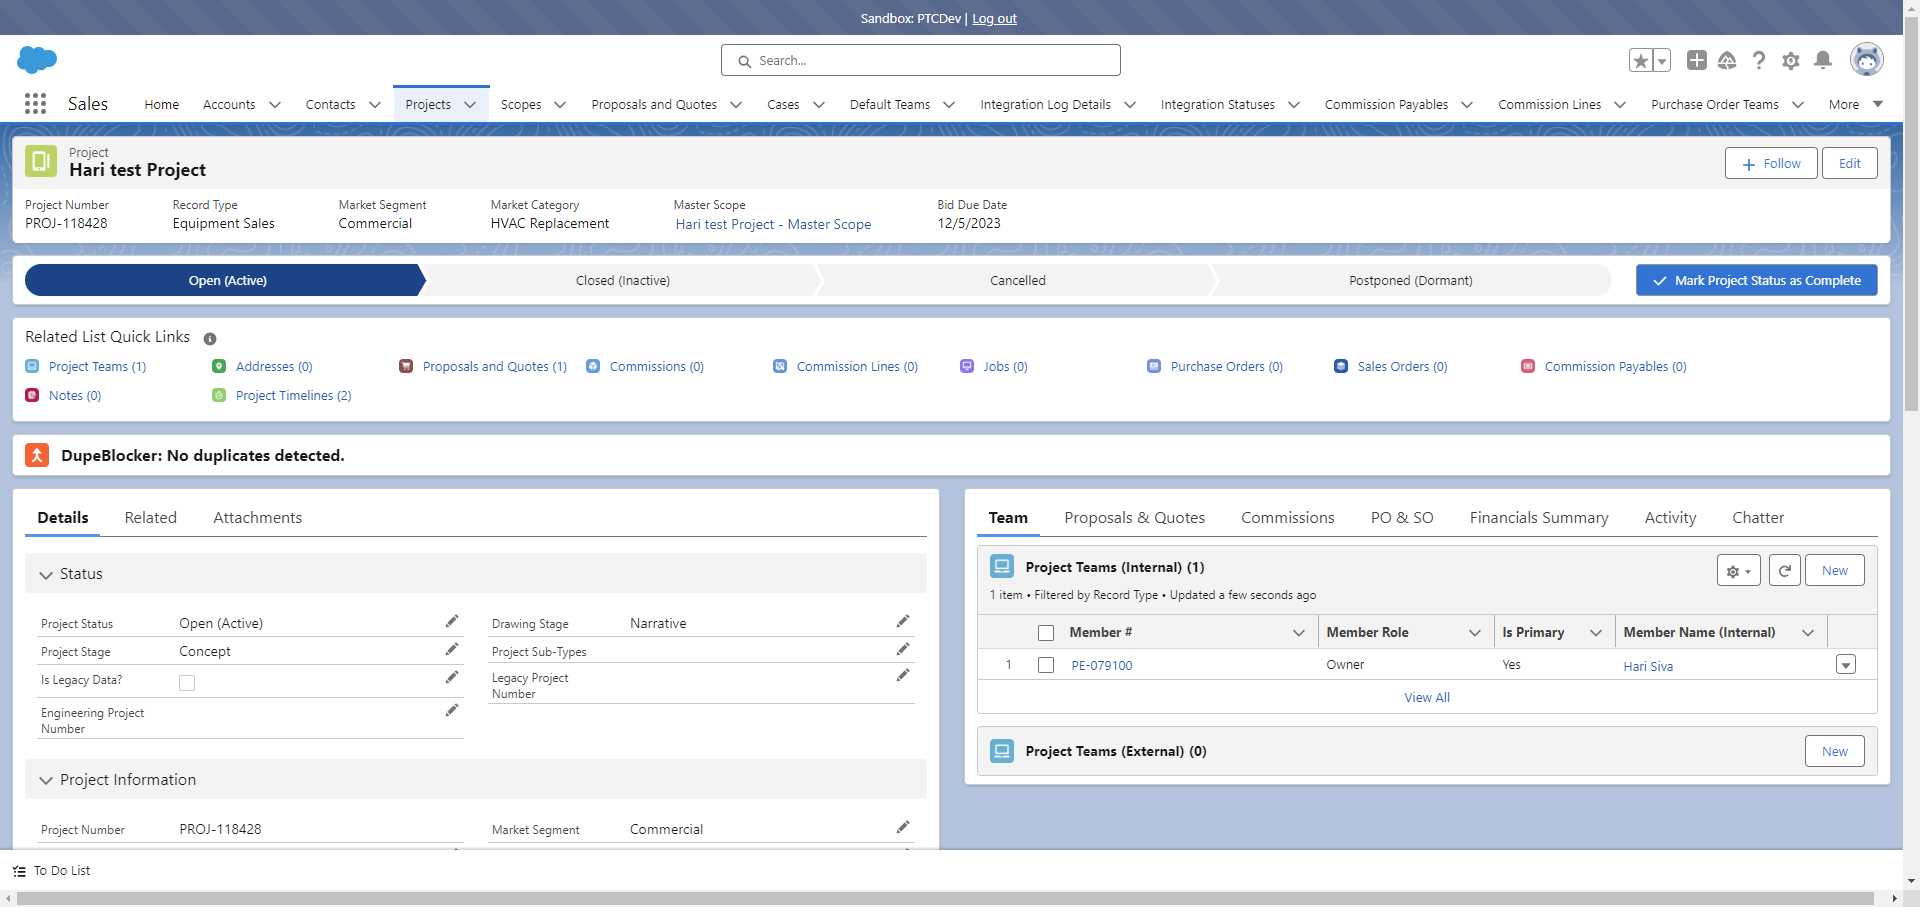 Sandbox: PTCDev | Log out
Search...
Sales Home Accounts Contacts Projects Scopes Proposals and Quotes Cases Default Teams Integration Log Details Integration Statuses Commission Payables Commission Lines Purchase Order Teams More
Project
Hari test Project
Follow Edit
Project Number Record Type Market Segment Market Category Master Scope Bid Due Date
PROJ-118428 Equipment Sales Commercial HVAC Replacement Hari test Project - Master Scope 12/5/2023
Open (Active) Closed (Inactive) Cancelled Postponed (Dormant) Mark Project Status as Complete
Related List Quick Links
Project Teams (1) Addresses (0) Proposals and Quotes (1) Commissions (0) Commission Lines (0) Jobs (0) Purchase Orders (0) Sales Orders (0) Commission Payables (0)
Notes (0) Project Timelines (2)
DupeBlocker: No duplicates detected.
Details Related Attachments
Status
Project Status Open (Active) Drawing Stage Narrative
Project Stage Concept Project Sub-Types
Is Legacy Data? Legacy Project
Number
Engineering Project
Number
Project Information
Project Number PROJ-118428 Market Segment Commercial
Team Proposals & Quotes Commissions PO & SO Financials Summary Activity Chatter
Project Teams (Internal) (1) New
1 item • Filtered by Record Type • Updated a few seconds ago
Member # Member Role Is Primary Member Name (Internal)
1 PE-079100 Owner Yes Hari Siva
View All
Project Teams (External) (0) New
To Do List